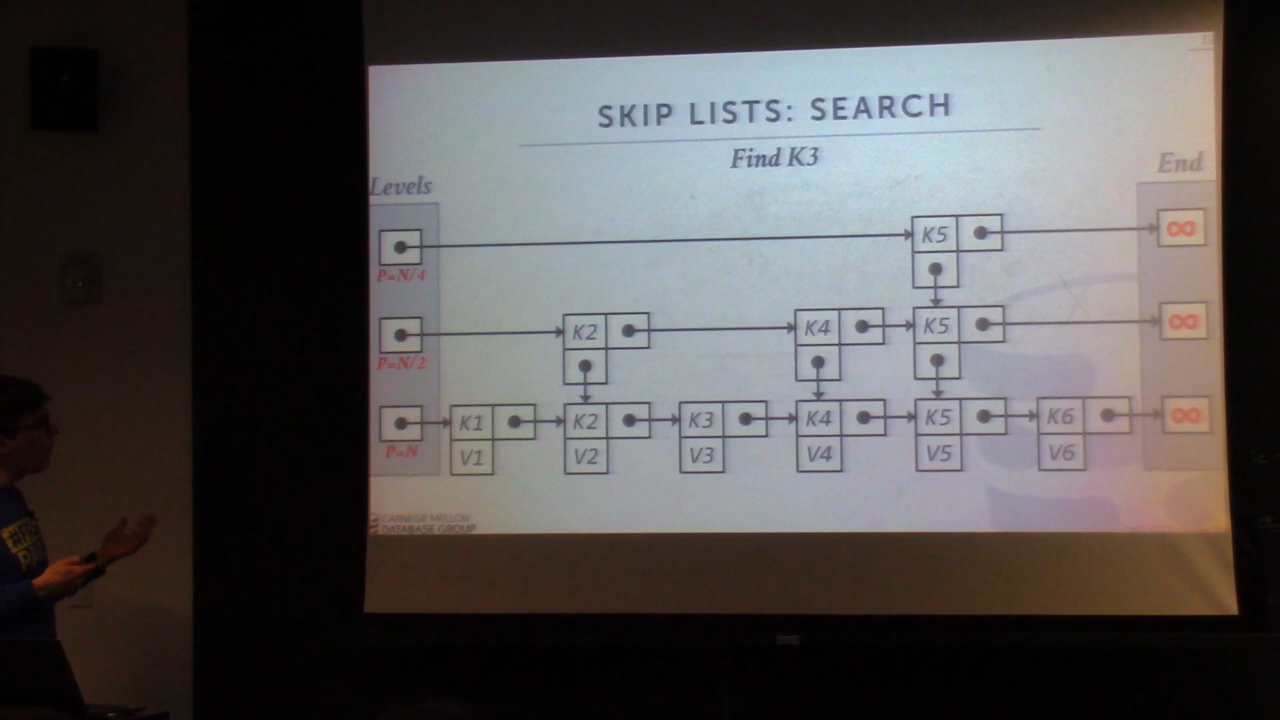 SKIP LISTS: SEARCH
Find K3
Levels
End
K5
∞
P=N/4
K2
K4
K5
∞
P=N/2
K1
K2
K3
K4
K5
K6
∞
P=N
V1
V2
V3
V4
V5
V6
CARNEGIE MELLON
DATABASE GROUP